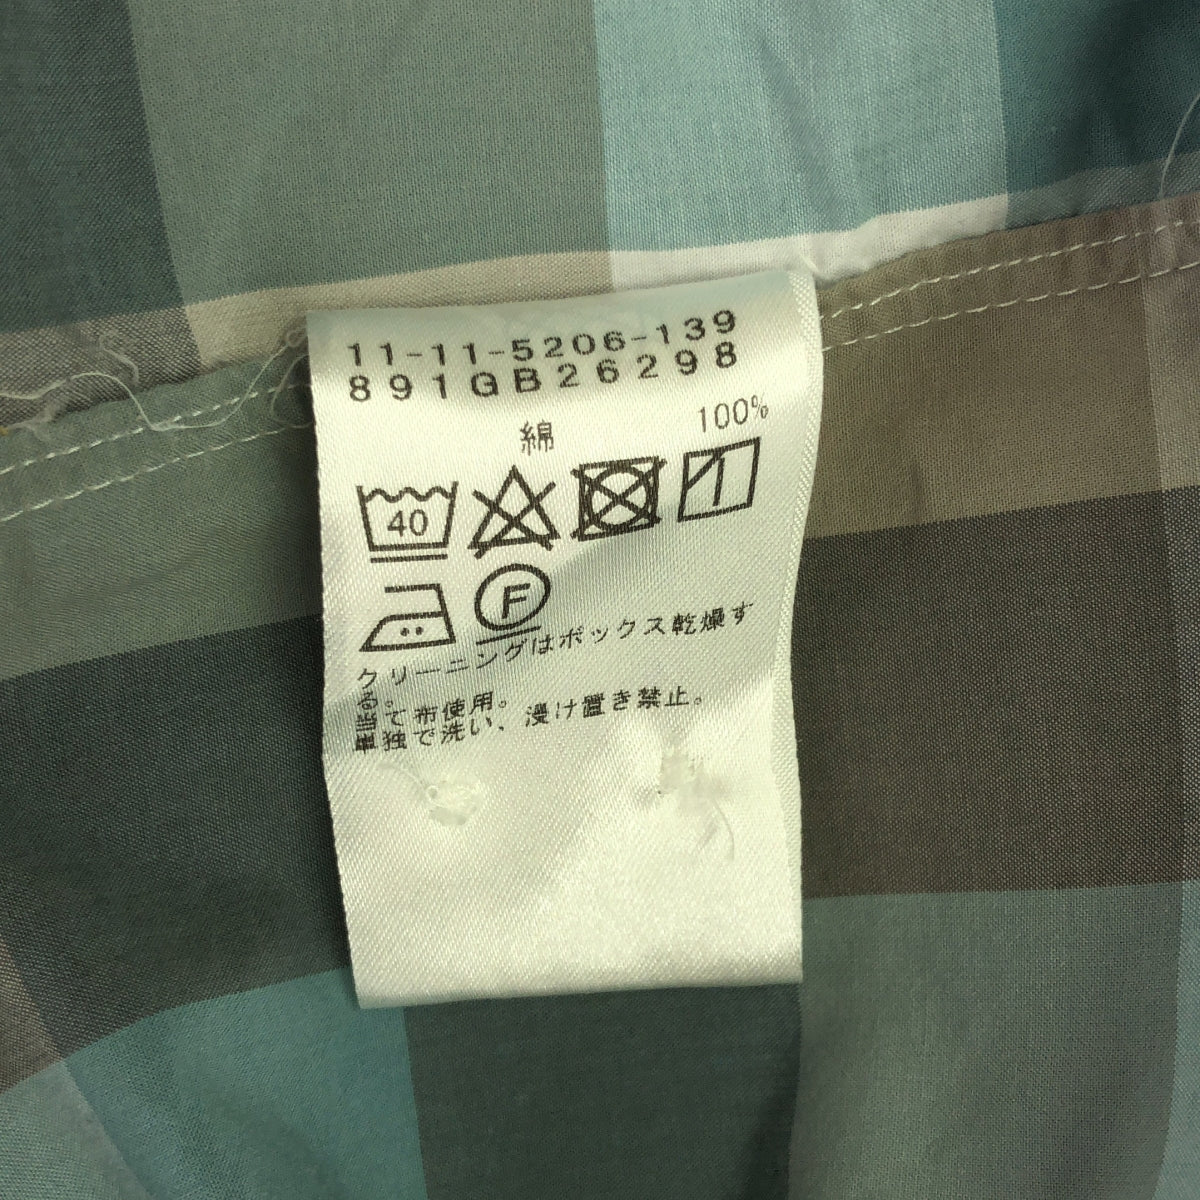 11-11-5206-139
891GB26298
綿 100%
40
F
クリーニングはボックス乾燥す
る。
当て布使用。
単独で洗い、浸け置き禁止。